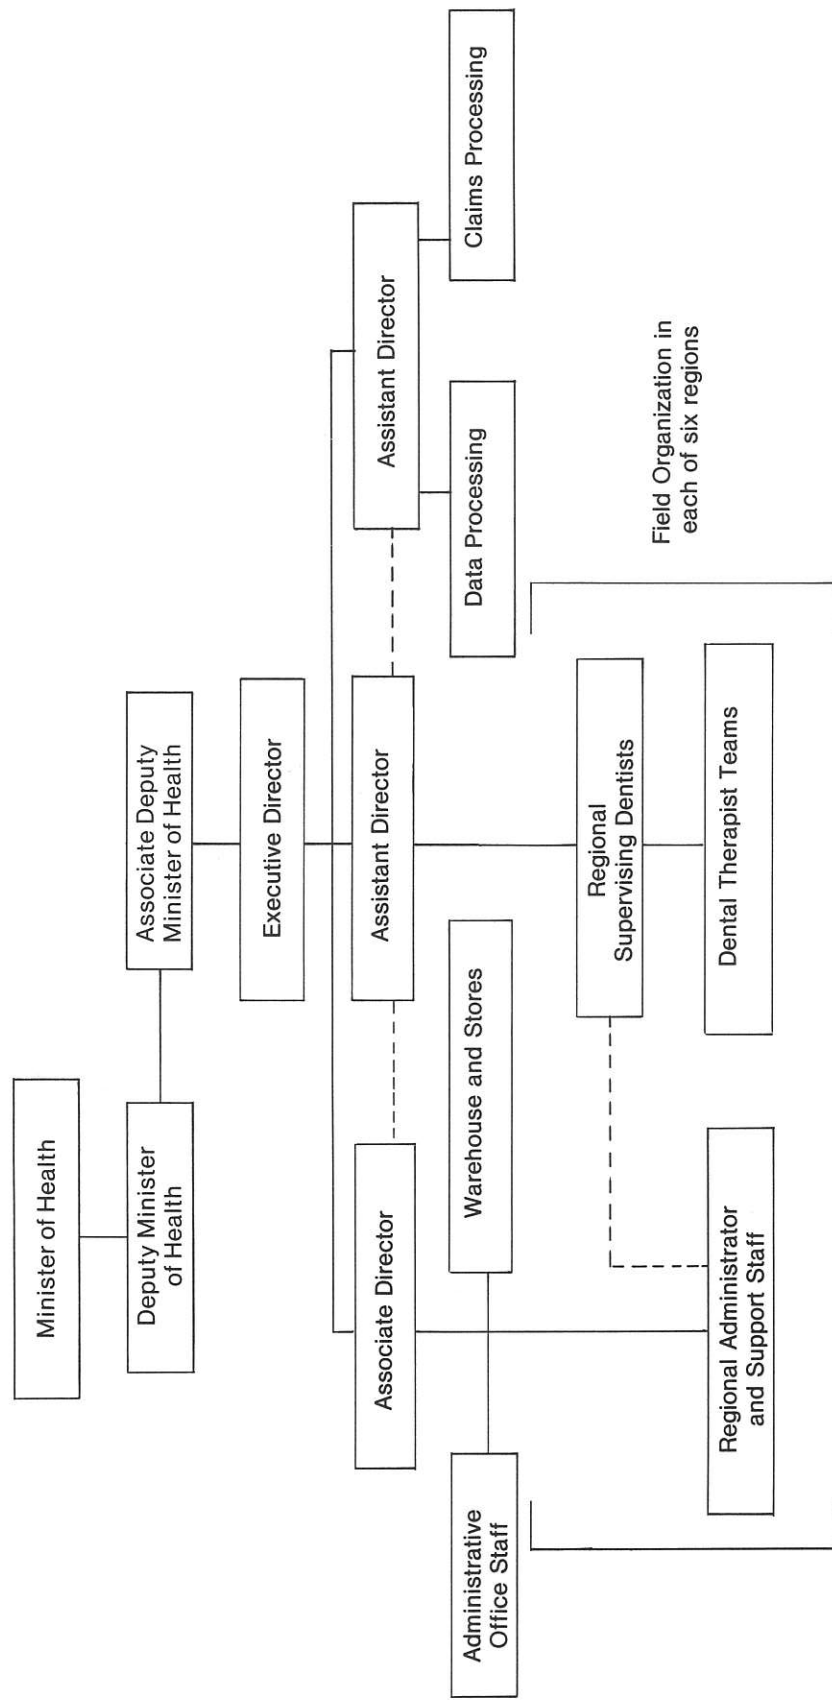 Minister of Health
Deputy Minister
of Health
Associate Deputy
Minister of Health
Executive Director
Associate Director
Assistant Director
Assistant Director
Administrative
Office Staff
Warehouse and Stores
Data Processing
Claims Processing
Regional
Supervising Dentists
Field Organization in
each of six regions
Regional Administrator
and Support Staff
Dental Therapist Teams